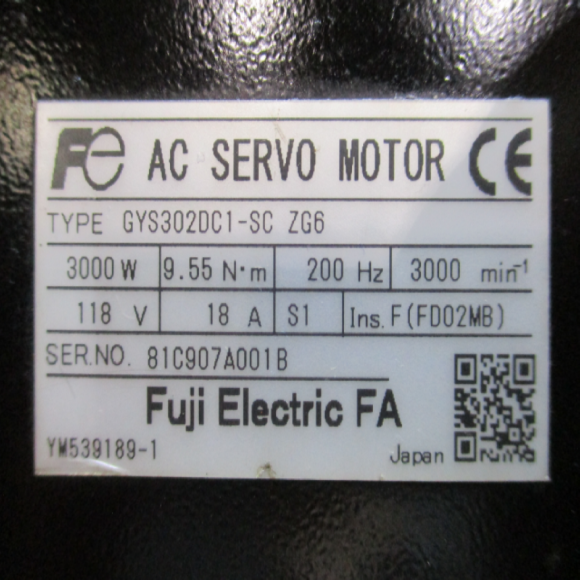 Fe AC SERVO MOTOR CE
TYPE GYS302DC1-SC ZG6
3000 W 9.55 N·m 200 Hz 3000 min⁻¹
118 V 18 A S1 Ins. F(FD02MB)
SER.NO. 81C907A001B
Fuji Electric FA
YM539189-1
Japan